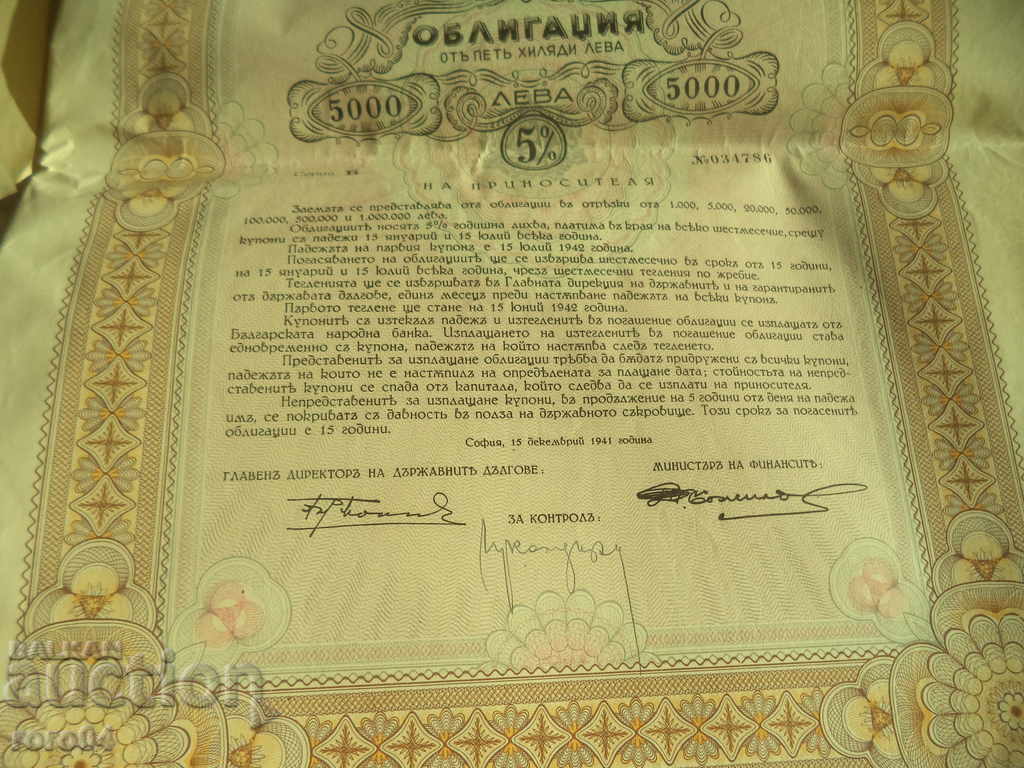 ОБЛИГАЦИЯ
ОТЪ ПЕТЬ ХИЛЯДИ ЛЕВА
5000 ЛЕВА 5000
5%
№034786
НА ПРИНОСИТЕЛЯ
Заемътъ се представлява отъ облигации въ отрѣзки отъ 1.000, 5.000, 20.000, 50.000,
100.000, 500.000 и 1.000.000 лева.
Облигациитѣ носятъ 5% годишна лихва, платима въ края на всѣко шестмесечие, срещу
купони съ падежи 15 януарий и 15 юлий всѣка година.
Падежътъ на първия купонъ е 15 юлий 1942 година.
Погасяването на облигациите ще се извършва шестмесечно въ срокъ отъ 15 години,
на 15 януарий и 15 юлий всѣка година, чрезъ шестмесечни тегления по жребие.
Тегленията ще се извършватъ въ Главната дирекция на държавнитѣ и на гарантиранитѣ
отъ държавата дългове, единъ месецъ преди настѫпване падежътъ на всѣки купонъ.
Първото теглене ще стане на 15 юний 1942 година.
Купонитѣ съ изтекълъ падежъ и изтегленитѣ въ погашение облигации се изплащатъ отъ
Българската народна банка. Изплащането на изтегленитѣ въ погашение облигации става
едновременно съ купона, падежътъ на който настѫпва следъ тегленето.
Представенитѣ за изплащане облигации трѣбва да бѫдатъ придружени съ всички купони,
падежътъ на които не е настѫпилъ на опредѣлената за плащане дата; стойностьта на непред-
ставенитѣ купони се спада отъ капитала, който следва да се изплати на приносителя.
Непредставенитѣ за изплащане купони, въ продължение на 5 години отъ деня на падежа
имъ, се покриватъ съ давность въ полза на държавното съкровище. Този срокъ за погасенитѣ
облигации е 15 години.
София, 15 декемврий 1941 година
ГЛАВЕНЪ ДИРЕКТОРЪ НА ДЪРЖАВНИТѢ ДЪЛГОВЕ:
МИНИСТЪРЪ НА ФИНАНСИТѢ:
ЗА КОНТРОЛЪ:
BALKAN
auction
toro04